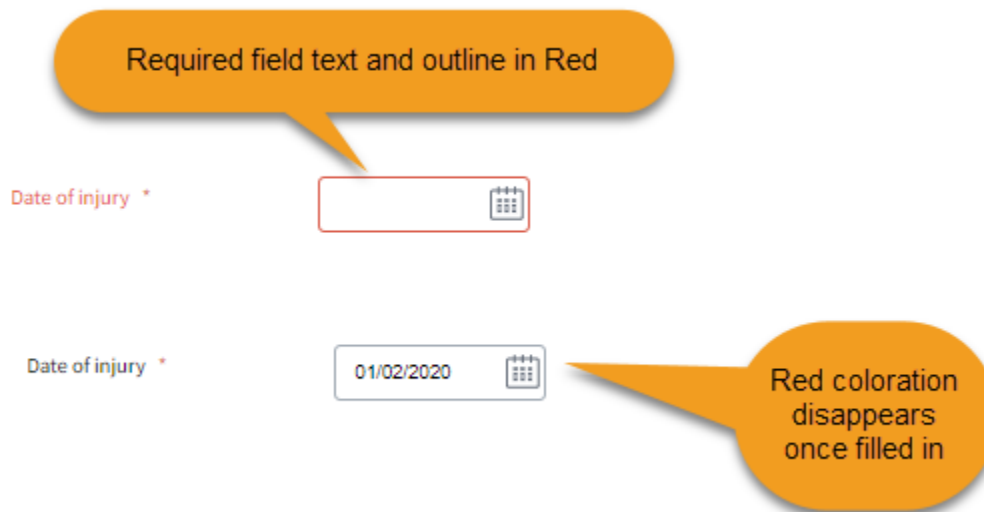 Required field text and outline in Red
Date of injury *
Date of injury *
01/02/2020
Red coloration
disappears
once filled in